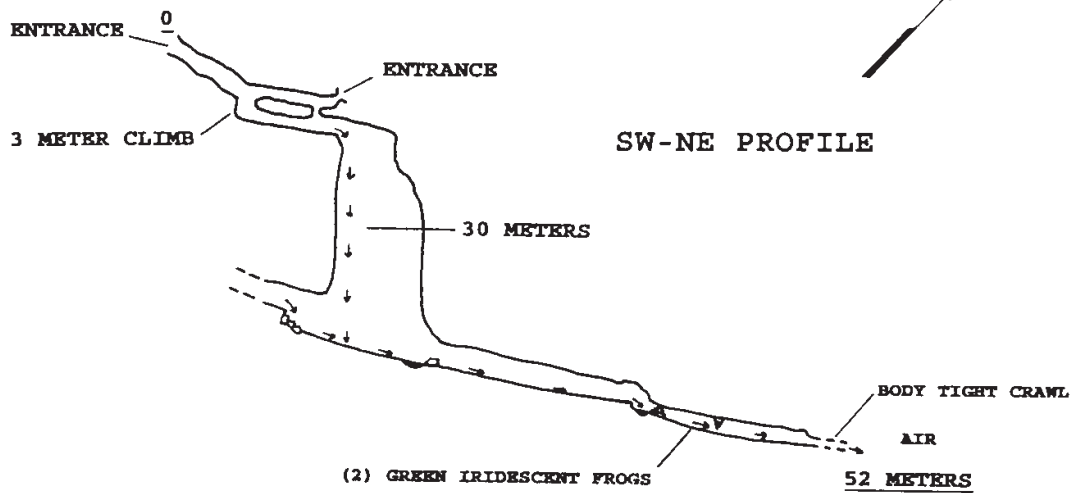 0
ENTRANCE
ENTRANCE
3 METER CLIMB
SW-NE PROFILE
30 METERS
BODY TIGHT CRAWL
AIR
(2) GREEN IRIDESCENT FROGS
52 METERS